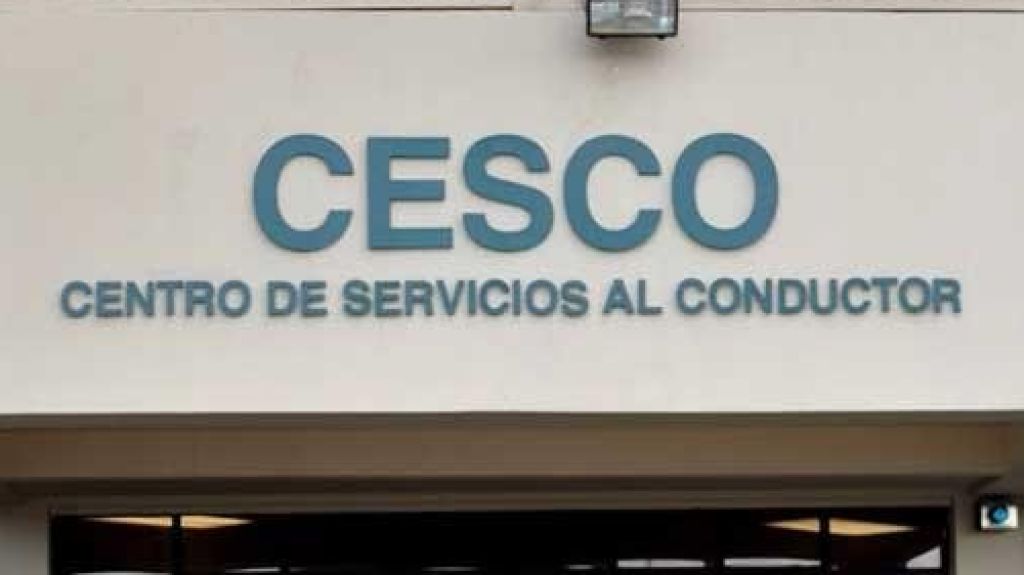 CESCO
CENTRO DE SERVICIOS AL CONDUCTOR